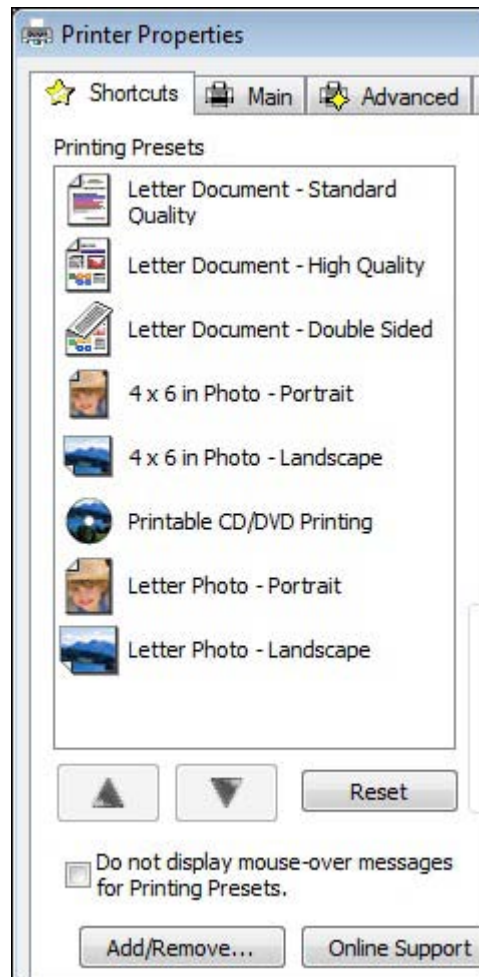 Printer Properties
Shortcuts
Main
Advanced
Printing Presets
Letter Document - Standard
Quality
Letter Document - High Quality
Letter Document - Double Sided
4 x 6 in Photo - Portrait
4 x 6 in Photo - Landscape
Printable CD/DVD Printing
Letter Photo - Portrait
Letter Photo - Landscape
Reset
Do not display mouse-over messages
for Printing Presets.
Add/Remove...
Online Support